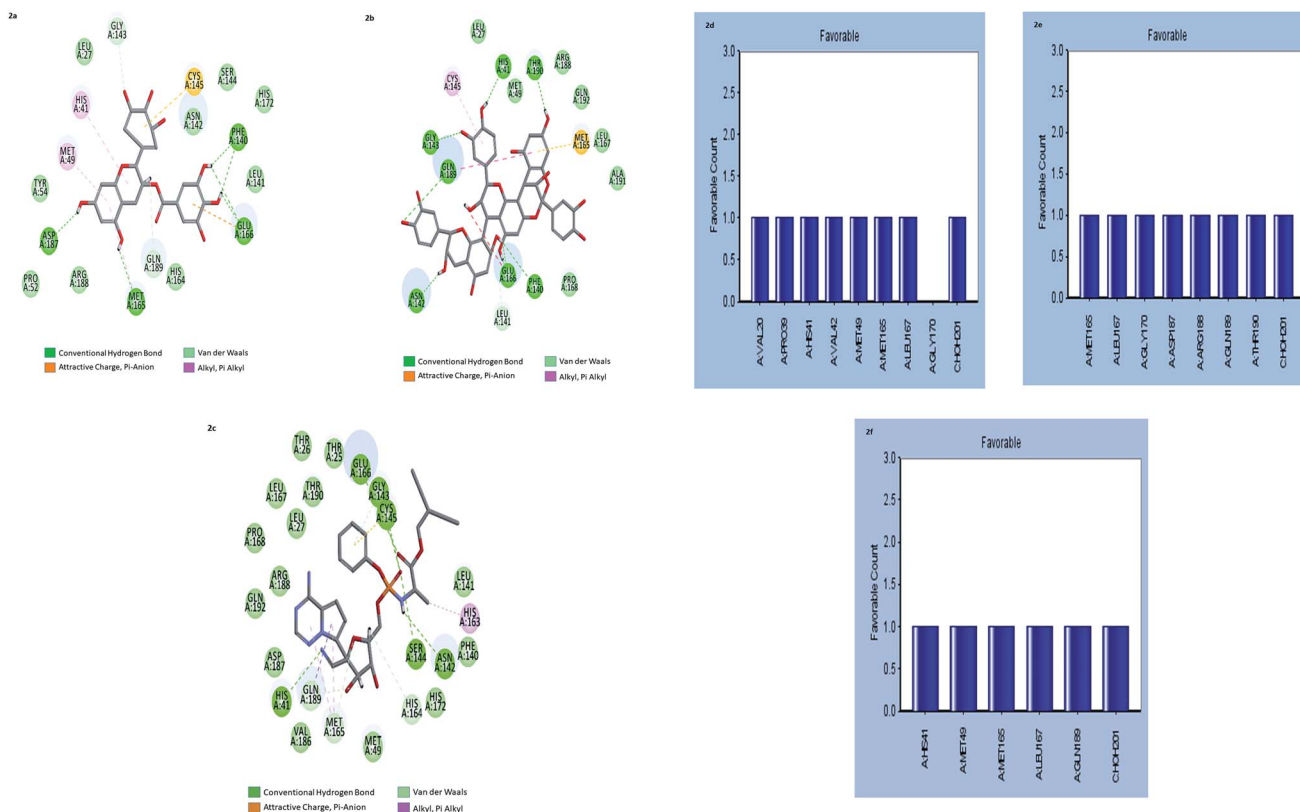 2a
GLY
A:143
LEU
A:27
CYS
A:145
SER
A:144
HIS
A:41
ASN
A:142
HIS
A:172
PHE
A:140
MET
A:49
LEU
A:141
TYR
A:54
GLU
A:166
ASP
A:187
GLN
A:189
HIS
A:164
PRO
A:52
ARG
A:188
MET
A:165
Conventional Hydrogen Bond
Van der Waals
Attractive Charge, Pi-Anion
Alkyl, Pi Alkyl
2b
LEU
A:27
HIS
A:41
THR
A:190
ARG
A:188
CYS
A:145
MET
A:49
GLN
A:192
GLY
A:143
MET
A:165
LEU
A:167
GLN
A:189
ALA
A:191
GLU
A:166
PHE
A:140
PRO
A:168
ASN
A:142
LEU
A:141
Conventional Hydrogen Bond
Van der Waals
Attractive Charge, Pi-Anion
Alkyl, Pi Alkyl
2c
THR
A:26
THR
A:25
GLU
A:166
GLY
A:143
LEU
A:167
THR
A:190
CYS
A:145
LEU
A:27
PRO
A:168
ARG
A:188
LEU
A:141
GLN
A:192
HIS
A:163
ASP
A:187
SER
A:144
ASN
A:142
PHE
A:140
HIS
A:41
GLN
A:189
HIS
A:164
HIS
A:172
VAL
A:186
MET
A:165
MET
A:49
Conventional Hydrogen Bond
Van der Waals
Attractive Charge, Pi-Anion
Alkyl, Pi Alkyl
2d
Favorable
Favorable Count
3.0
2.5
2.0
1.5
1.0
0.5
0.0
A:VAL20
A:PRO39
A:HIS41
A:VAL42
A:MET49
A:MET165
A:LEU167
A:GLY170
C:HOH201
2e
Favorable
Favorable Count
3.0
2.5
2.0
1.5
1.0
0.5
0.0
A:MET165
A:LEU167
A:GLY170
A:ASP187
A:ARG188
A:GLN189
A:THR190
C:HOH201
2f
Favorable
Favorable Count
3.0
2.5
2.0
1.5
1.0
0.5
0.0
A:HIS41
A:MET49
A:MET165
A:LEU167
A:GLN189
C:HOH201